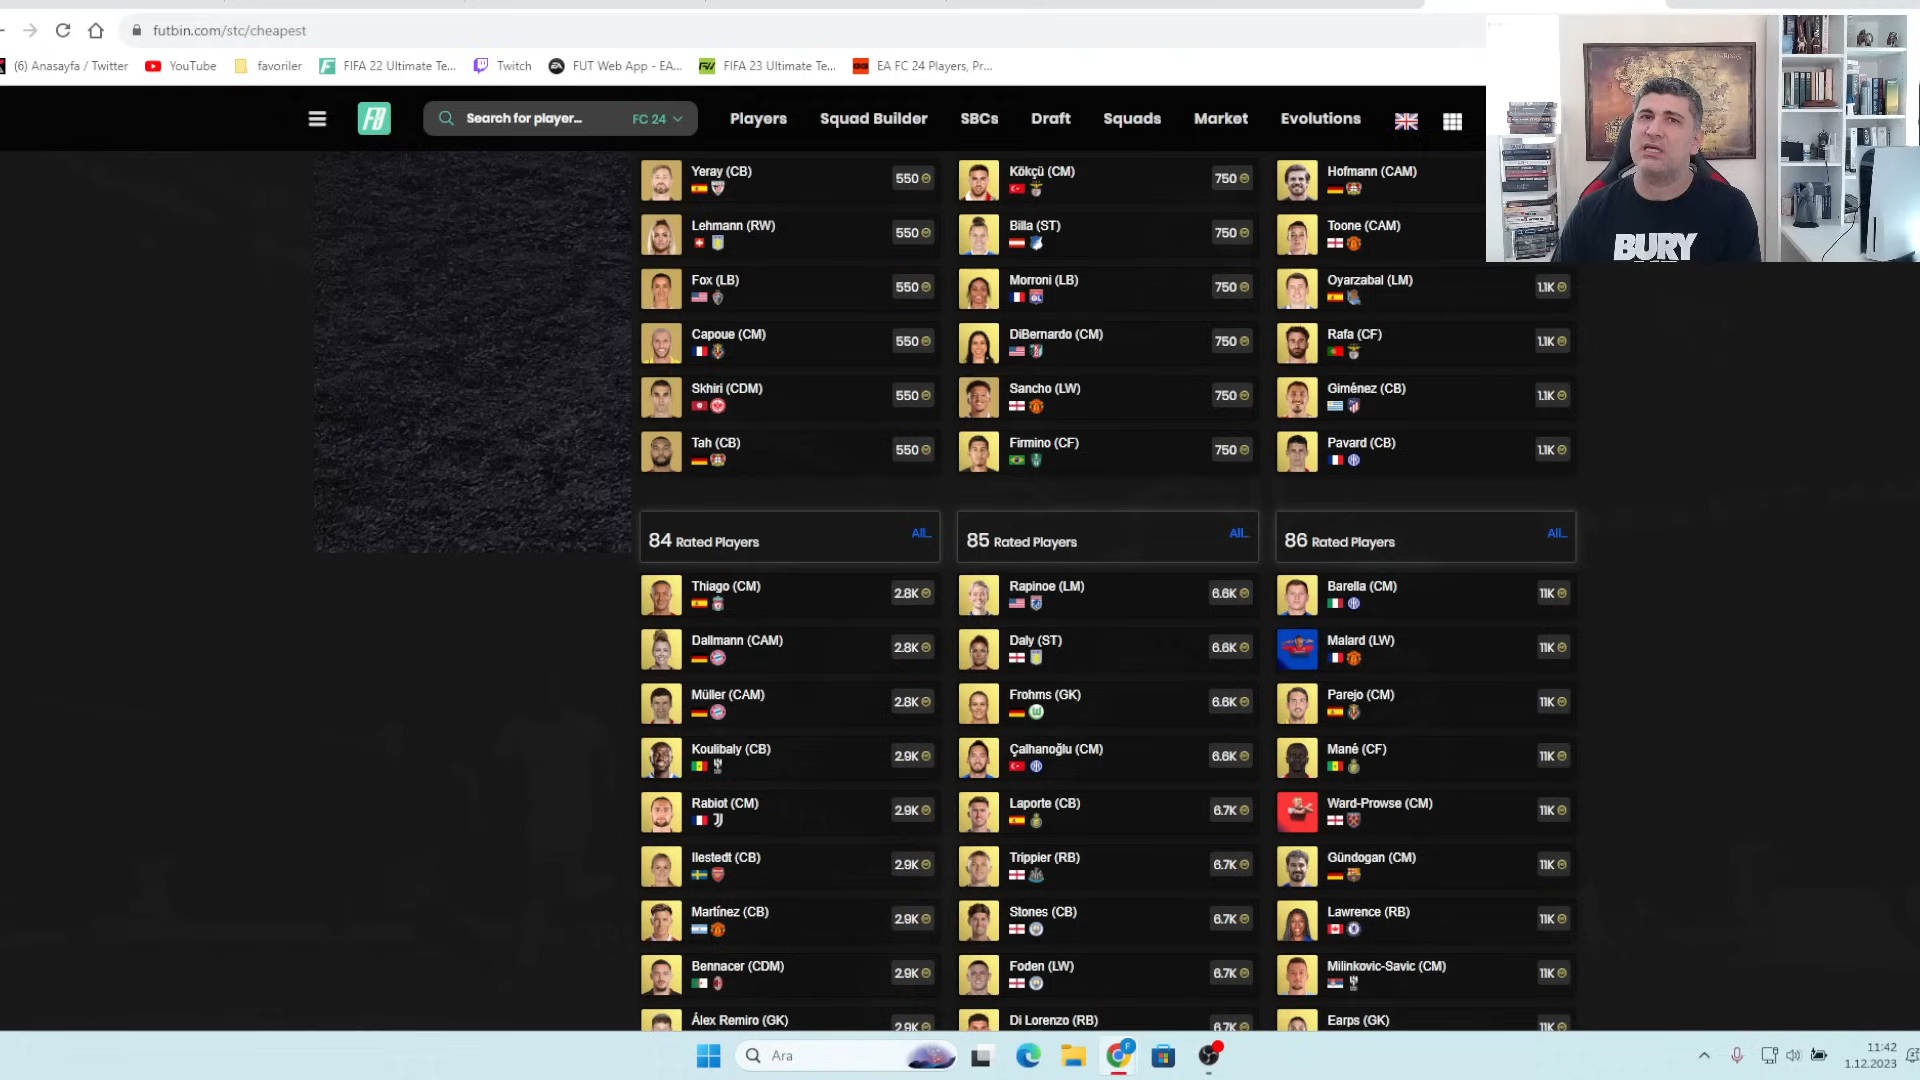 futbin.com/stc/cheapest
(6) Anasayfa / Twitter
YouTube
favoriler
FIFA 22 Ultimate Te...
Twitch
FUT Web App - EA...
FIFA 23 Ultimate Te...
EA FC 24 Players, Pr...
Search for player...
FC 24
Players
Squad Builder
SBCs
Draft
Squads
Market
Evolutions
BURY
Yeray (CB)
550
Lehmann (RW)
550
Fox (LB)
550
Capoue (CM)
550
Skhiri (CDM)
550
Tah (CB)
550
Kökçü (CM)
750
Billa (ST)
750
Morroni (LB)
750
DiBernardo (CM)
750
Sancho (LW)
750
Firmino (CF)
750
Hofmann (CAM)
Toone (CAM)
Oyarzabal (LM)
1.1K
Rafa (CF)
1.1K
Giménez (CB)
1.1K
Pavard (CB)
1.1K
84 Rated Players
All...
Thiago (CM)
2.8K
Dallmann (CAM)
2.8K
Müller (CAM)
2.8K
Koulibaly (CB)
2.9K
Rabiot (CM)
2.9K
Ilestedt (CB)
2.9K
Martínez (CB)
2.9K
Bennacer (CDM)
2.9K
Álex Remiro (GK)
2.9K
85 Rated Players
All...
Rapinoe (LM)
6.6K
Daly (ST)
6.6K
Frohms (GK)
6.6K
Çalhanoğlu (CM)
6.6K
Laporte (CB)
6.7K
Trippier (RB)
6.7K
Stones (CB)
6.7K
Foden (LW)
6.7K
Di Lorenzo (RB)
6.7K
86 Rated Players
All...
Barella (CM)
11K
Malard (LW)
11K
Parejo (CM)
11K
Mané (CF)
11K
Ward-Prowse (CM)
11K
Gündogan (CM)
11K
Lawrence (RB)
11K
Milinkovic-Savic (CM)
11K
Earps (GK)
11K
Ara
11:42
1.12.2023